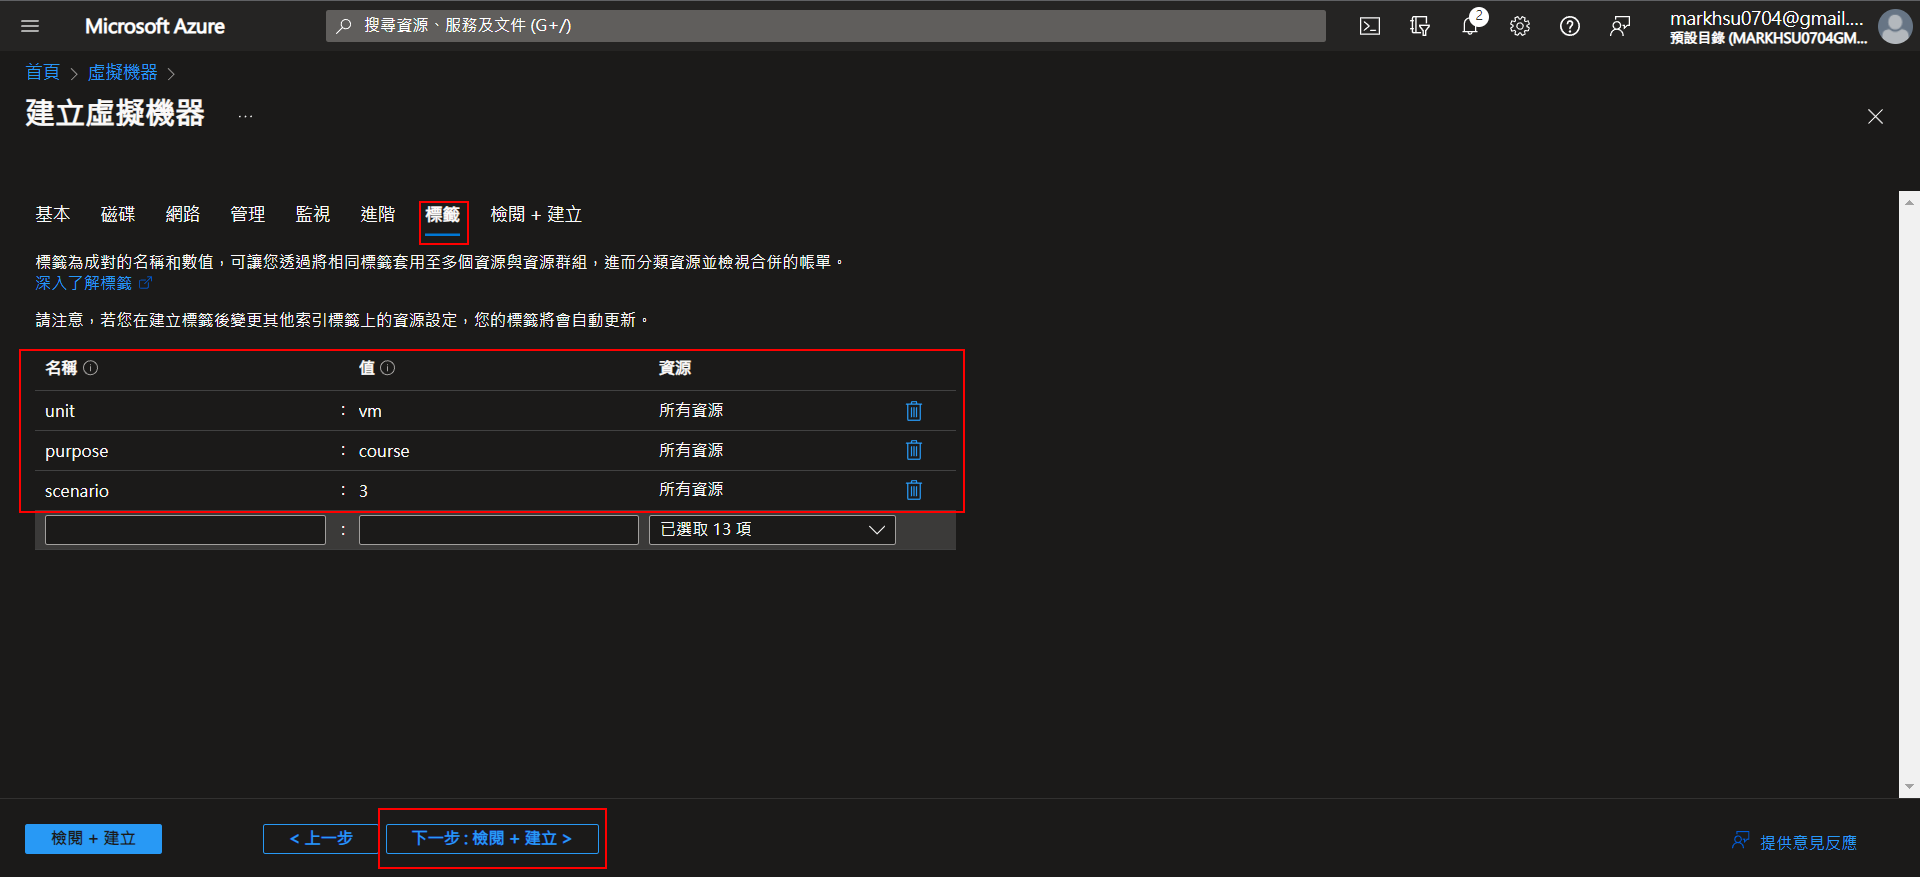 Microsoft Azure
搜尋資源、服務及文件 (G+/)
2
markhsu0704@gmail....
預設目錄 (MARKHSU0704GM...
首頁 > 虛擬機器 >
建立虛擬機器 ...
基本 磁碟 網路 管理 監視 進階 標籤 檢閱 + 建立
標籤為成對的名稱和數值，可讓您透過將相同標籤套用至多個資源與資源群組，進而分類資源並檢視合併的帳單。
深入了解標籤
請注意，若您在建立標籤後變更其他索引標籤上的資源設定，您的標籤將會自動更新。
名稱 值 資源
unit : vm 所有資源
purpose : course 所有資源
scenario : 3 所有資源
: 已選取 13 項
檢閱 + 建立 < 上一步 下一步 : 檢閱 + 建立 > 提供意見反應